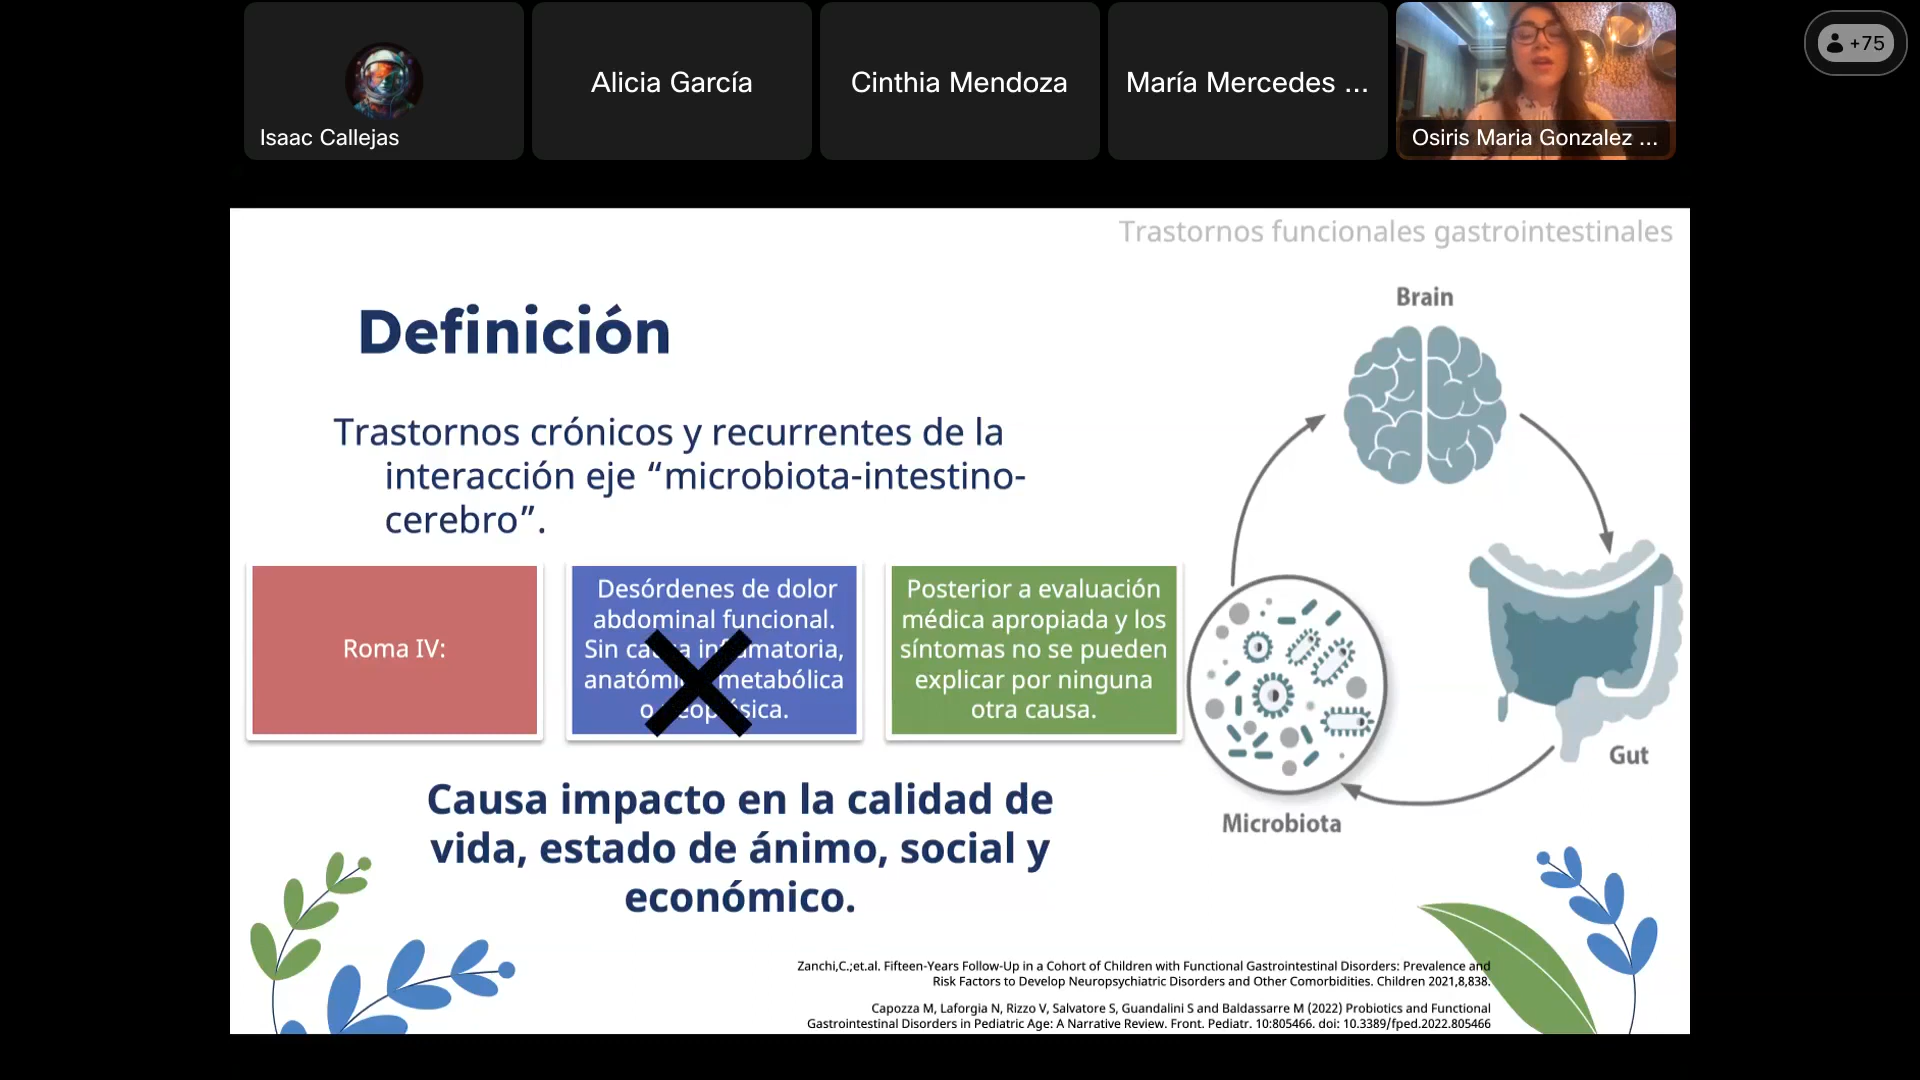 Isaac Callejas
Alicia García
Cinthia Mendoza
María Mercedes ...
Osiris Maria Gonzalez ...
+75
Trastornos funcionales gastrointestinales
Definición
Trastornos crónicos y recurrentes de la
interacción eje “microbiota-intestino-
cerebro”.
Roma IV:
Desórdenes de dolor
abdominal funcional.
Sin causa inflamatoria,
anatómica, metabólica
o neoplásica.
Posterior a evaluación
médica apropiada y los
síntomas no se pueden
explicar por ninguna
otra causa.
Causa impacto en la calidad de
vida, estado de ánimo, social y
económico.
Brain
Gut
Microbiota
Zanchi,C.;et.al. Fifteen-Years Follow-Up in a Cohort of Children with Functional Gastrointestinal Disorders: Prevalence and
Risk Factors to Develop Neuropsychiatric Disorders and Other Comorbidities. Children 2021,8,838.
Capozza M, Laforgia N, Rizzo V, Salvatore S, Guandalini S and Baldassarre M (2022) Probiotics and Functional
Gastrointestinal Disorders in Pediatric Age: A Narrative Review. Front. Pediatr. 10:805466. doi: 10.3389/fped.2022.805466